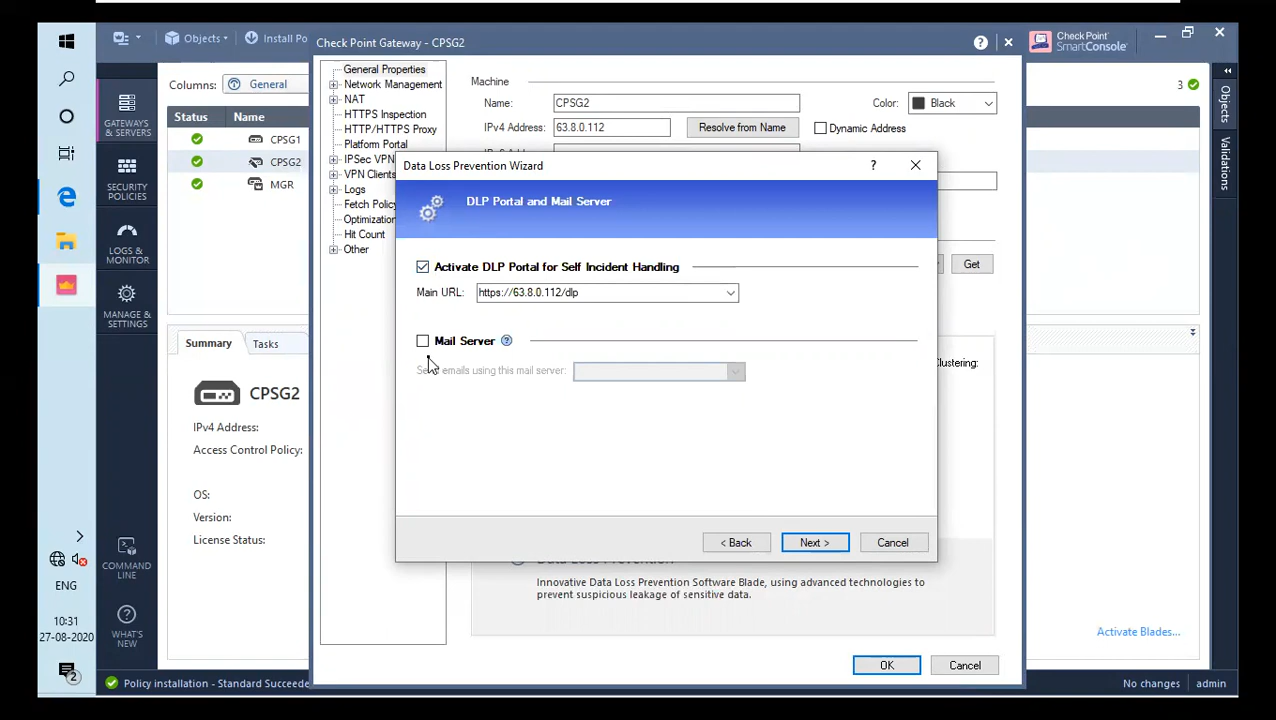 Objects
Install Po
Check Point Gateway - CPSG2
Check Point
SmartConsole
Columns:
General
3
Status
Name
CPSG1
CPSG2
MGR
GATEWAYS
& SERVERS
SECURITY
POLICIES
LOGS &
MONITOR
MANAGE &
SETTINGS
COMMAND
LINE
WHAT'S
NEW
General Properties
Network Management
NAT
HTTPS Inspection
HTTP/HTTPS Proxy
Platform Portal
IPSec VPN
VPN Clients
Logs
Fetch Policy
Optimization
Hit Count
Other
Machine
Name:
CPSG2
Color:
Black
IPv4 Address:
63.8.0.112
Resolve from Name
Dynamic Address
Get
Clustering:
Data Loss Prevention Wizard
?
DLP Portal and Mail Server
Activate DLP Portal for Self Incident Handling
Main URL:
https://63.8.0.112/dlp
Mail Server
Send emails using this mail server:
< Back
Next >
Cancel
Data Loss Prevention
Innovative Data Loss Prevention Software Blade, using advanced technologies to
prevent suspicious leakage of sensitive data.
OK
Cancel
Summary
Tasks
CPSG2
IPv4 Address:
Access Control Policy:
OS:
Version:
License Status:
Activate Blades...
Objects
Validations
ENG
10:31
27-08-2020
2
Policy installation - Standard Succeede
No changes
admin